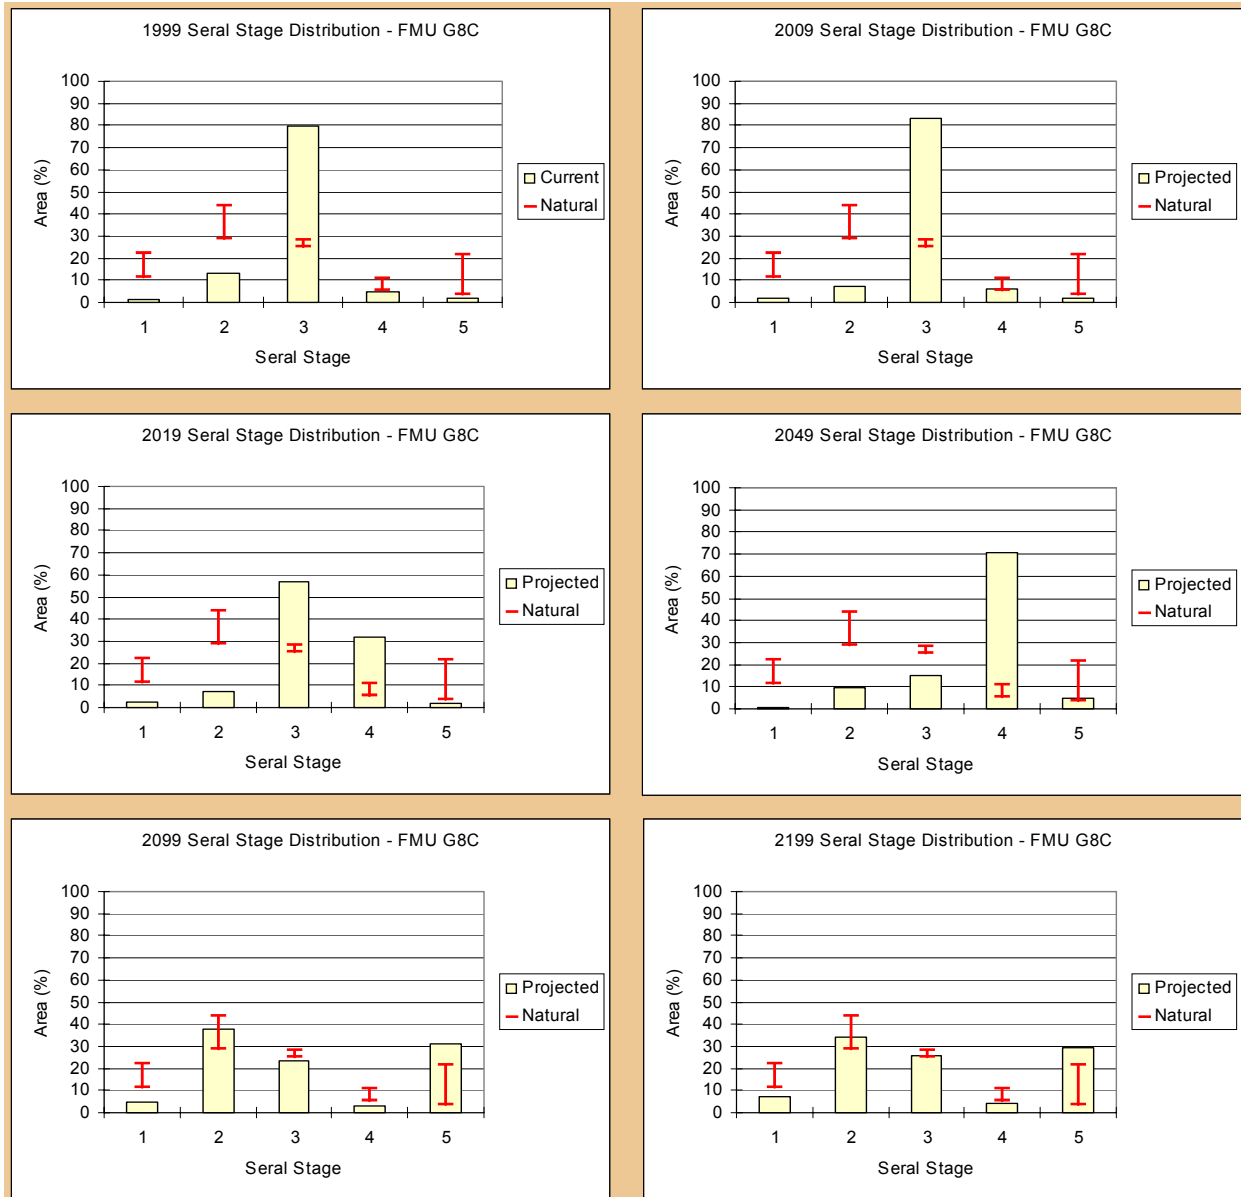 1999 Seral Stage Distribution - FMU G8C
100
90
80
70
60
50
40
30
20
10
0
Area (%)
1 2 3 4 5
Seral Stage
Current
Natural
2009 Seral Stage Distribution - FMU G8C
100
90
80
70
60
50
40
30
20
10
0
Area (%)
1 2 3 4 5
Seral Stage
Projected
Natural
2019 Seral Stage Distribution - FMU G8C
100
90
80
70
60
50
40
30
20
10
0
Area (%)
1 2 3 4 5
Seral Stage
Projected
Natural
2049 Seral Stage Distribution - FMU G8C
100
90
80
70
60
50
40
30
20
10
0
Area (%)
1 2 3 4 5
Seral Stage
Projected
Natural
2099 Seral Stage Distribution - FMU G8C
100
90
80
70
60
50
40
30
20
10
0
Area (%)
1 2 3 4 5
Seral Stage
Projected
Natural
2199 Seral Stage Distribution - FMU G8C
100
90
80
70
60
50
40
30
20
10
0
Area (%)
1 2 3 4 5
Seral Stage
Projected
Natural